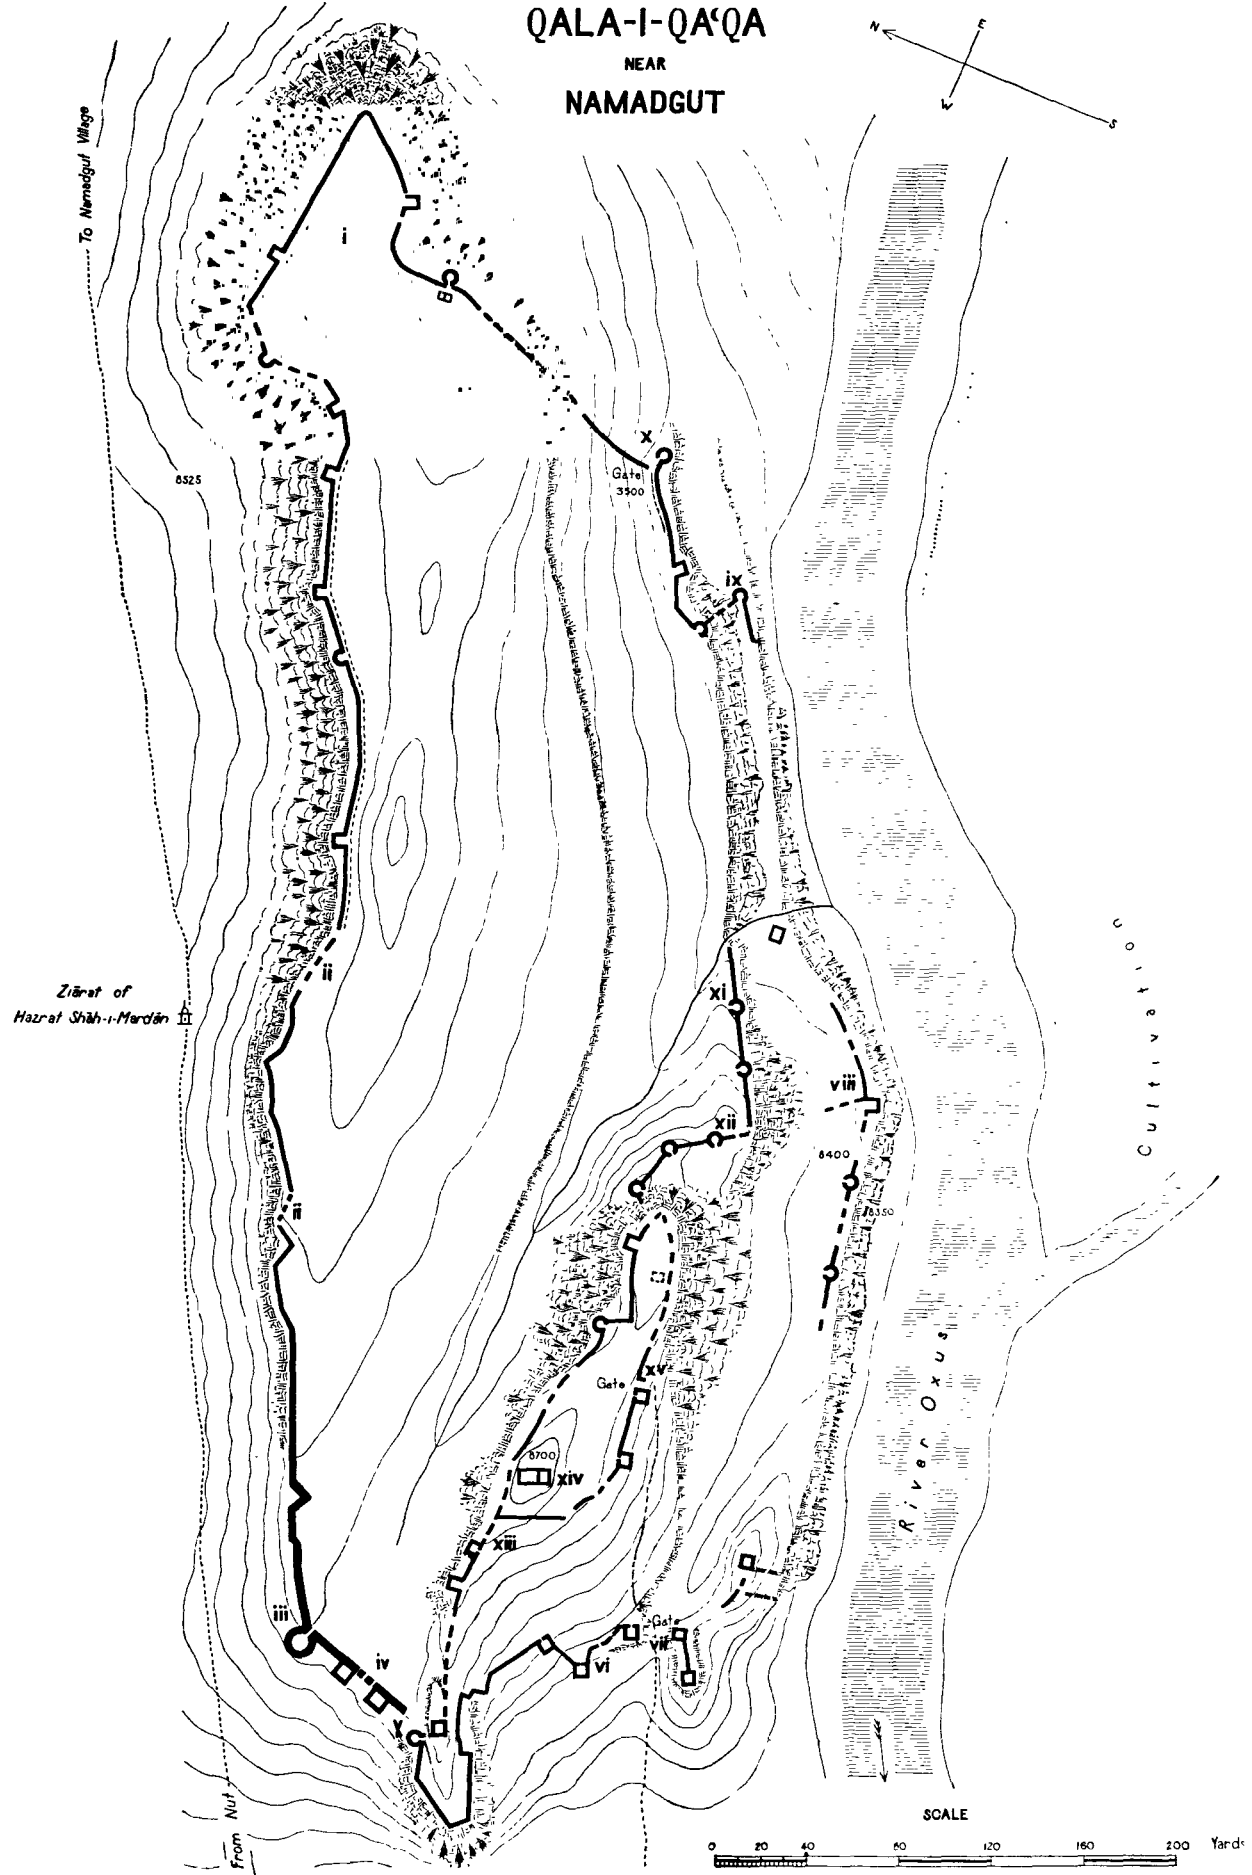 QALA-I-QA‘QA
NEAR
NAMADGUT
N
E
W
S
To Namadgut Village
i
x
Gate
3500
8525
ix
ii
Ziārat of
Hazrat Shāh-i-Mardān
xi
Cultivation
viii
xii
8400
8350
ii
River Oxus
xv
Gate
8700
xiv
xiii
iii
Gate
vii
iv
vi
v
From Nut
SCALE
0 20 40 80 120 160 200 Yards